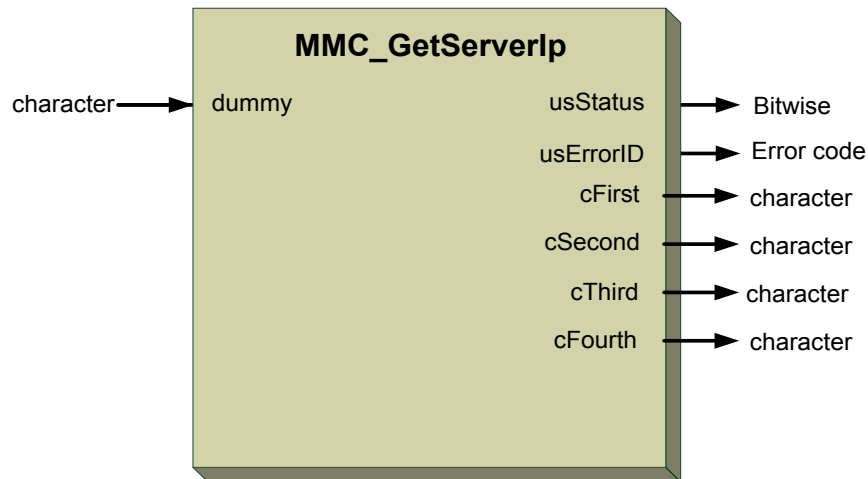 MMC_GetServerIp
character dummy usStatus Bitwise
usErrorID Error code
cFirst character
cSecond character
cThird character
cFourth character